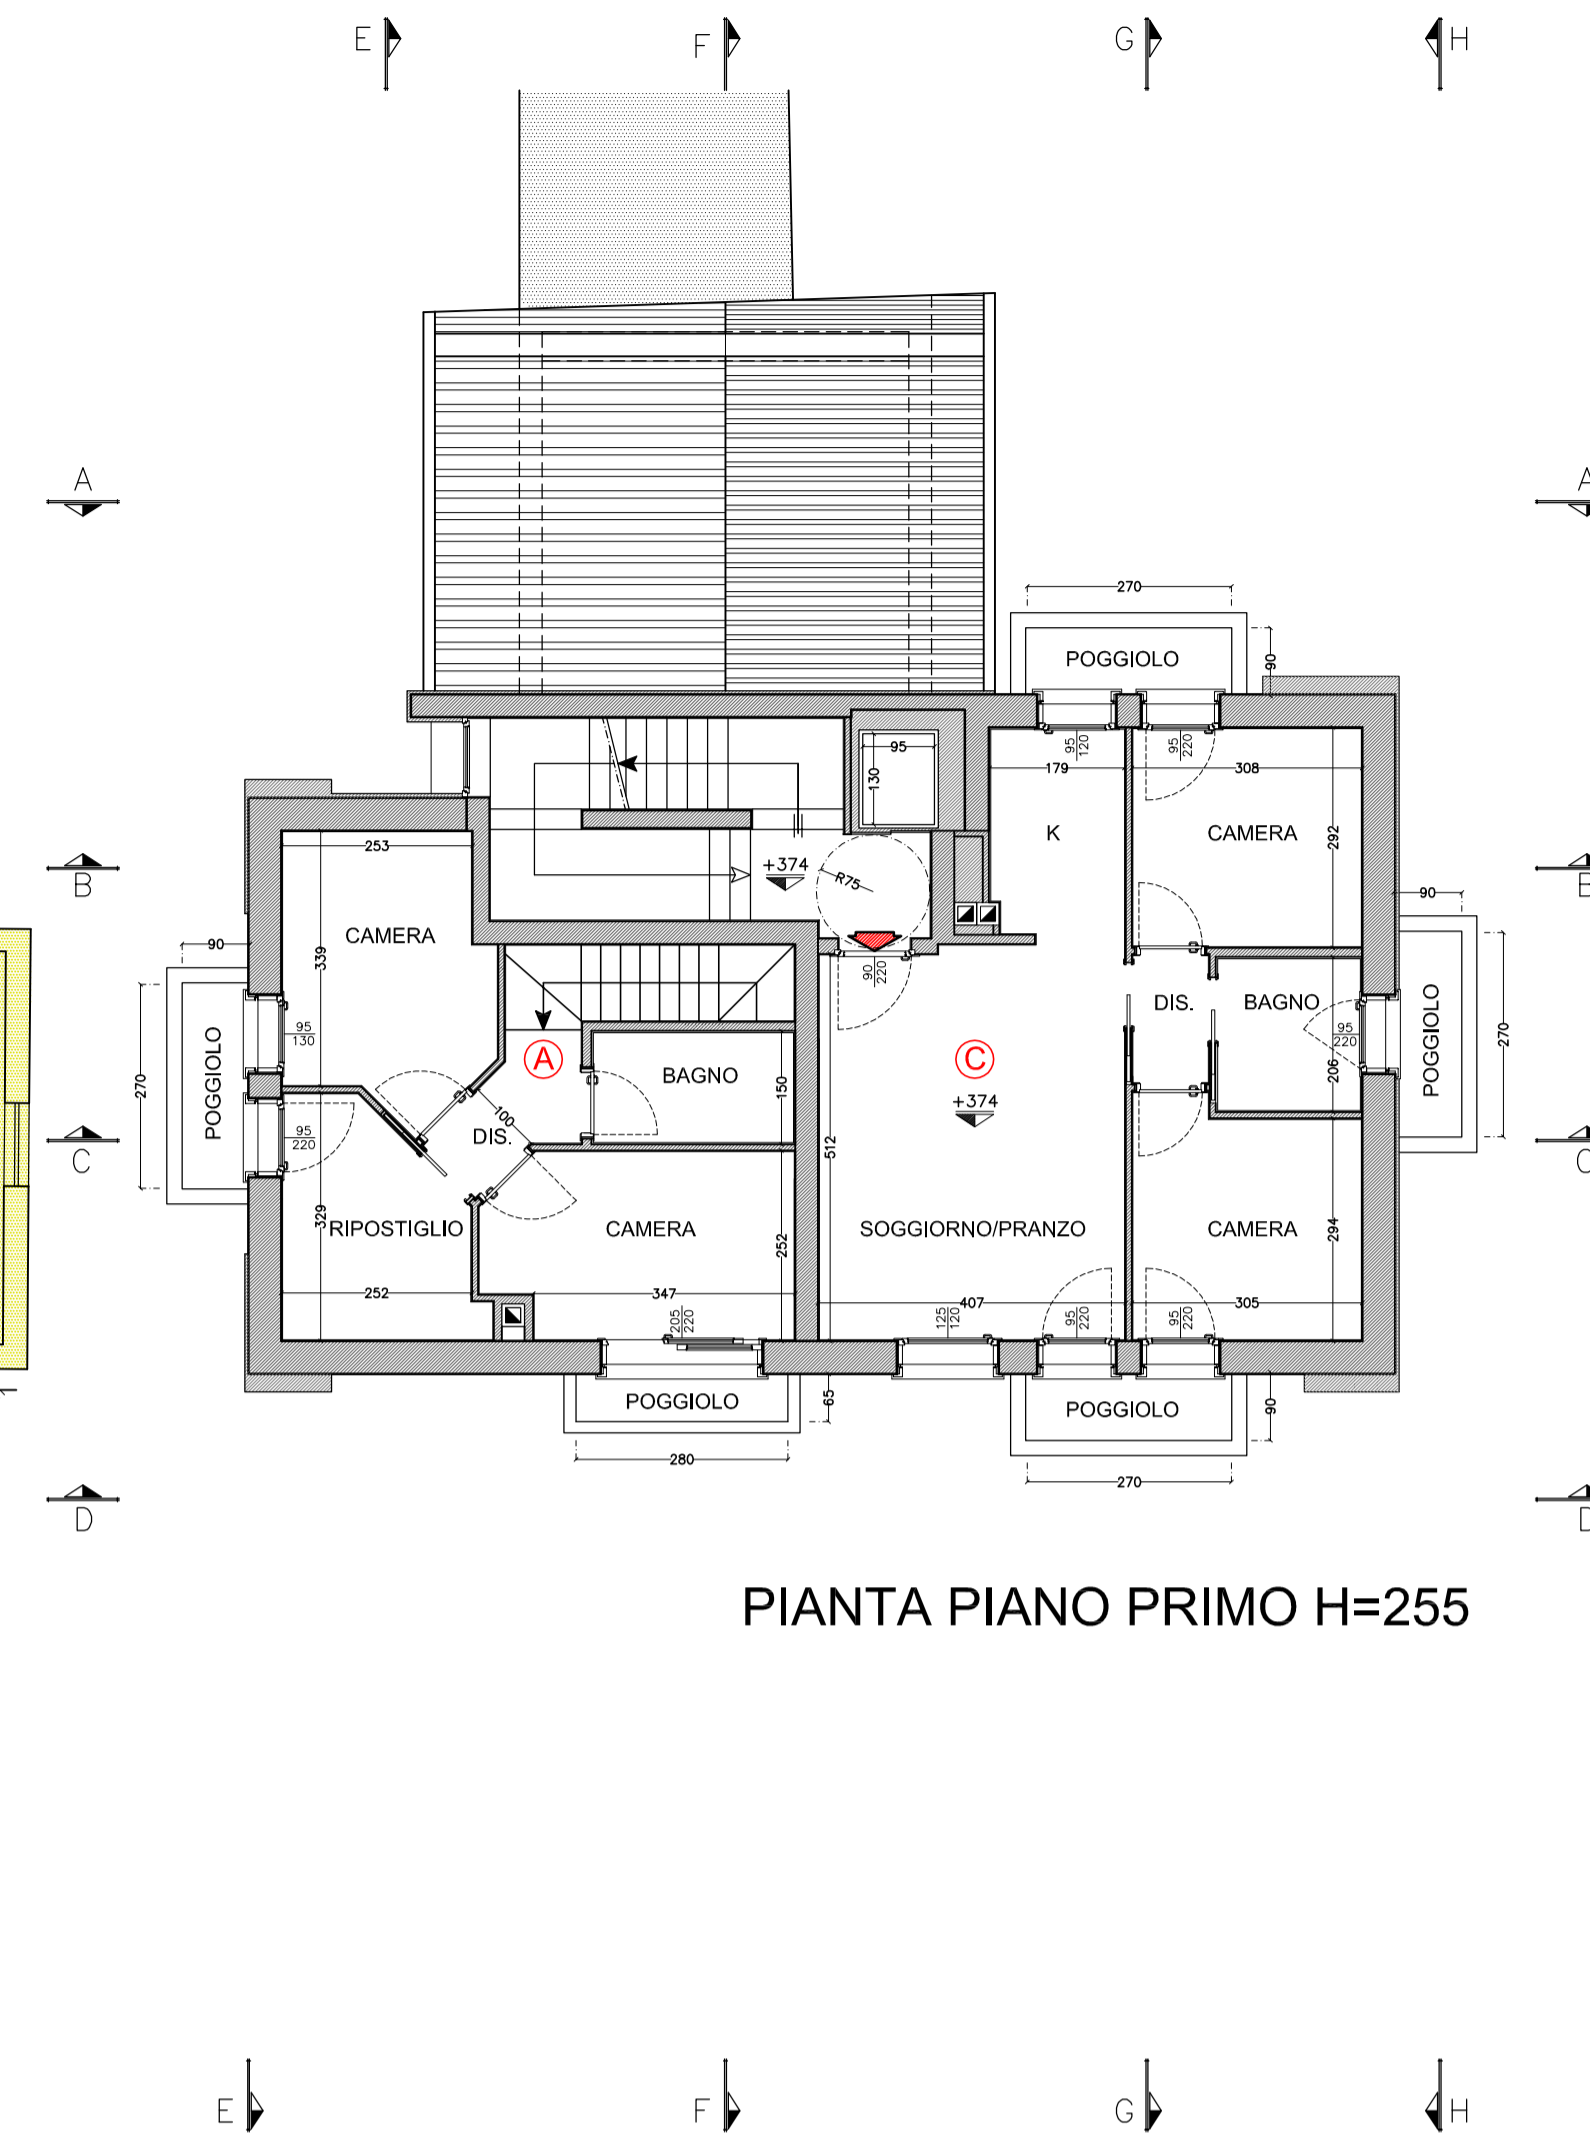 E
F
G
H
A
A
270
POGGIOLO
90
95
130
95
120
95
220
179
308
K
CAMERA
292
253
+374
R75
B
B
90
CAMERA
339
90
90
220
DIS.
BAGNO
POGGIOLO
270
95
220
206
95
130
POGGIOLO
270
A
BAGNO
150
C
+374
100
DIS.
95
220
512
C
C
329
RIPOSTIGLIO
CAMERA
252
SOGGIORNO/PRANZO
CAMERA
294
252
347
205
220
407
125
120
95
220
95
220
305
POGGIOLO
65
280
POGGIOLO
90
270
1
D
D
PIANTA PIANO PRIMO H=255
E
F
G
H